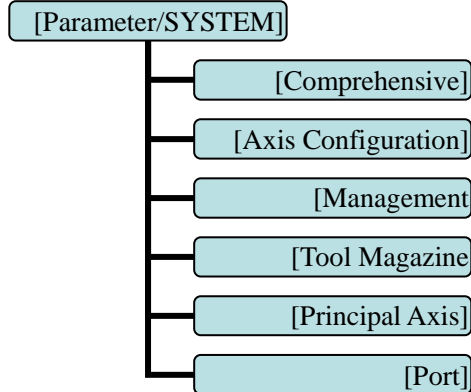 [Parameter/SYSTEM]
[Comprehensive]
[Axis Configuration]
[Management
[Tool Magazine
[Principal Axis]
[Port]